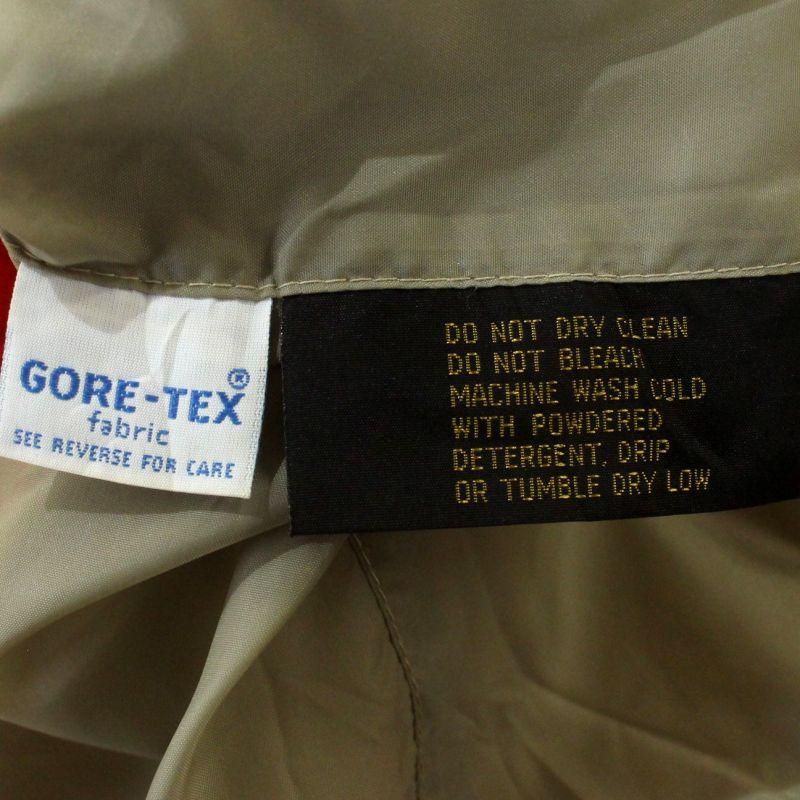 GORE-TEX®
fabric
SEE REVERSE FOR CARE
DO NOT DRY CLEAN
DO NOT BLEACH
MACHINE WASH COLD
WITH POWDERED
DETERGENT, DRIP
OR TUMBLE DRY LOW